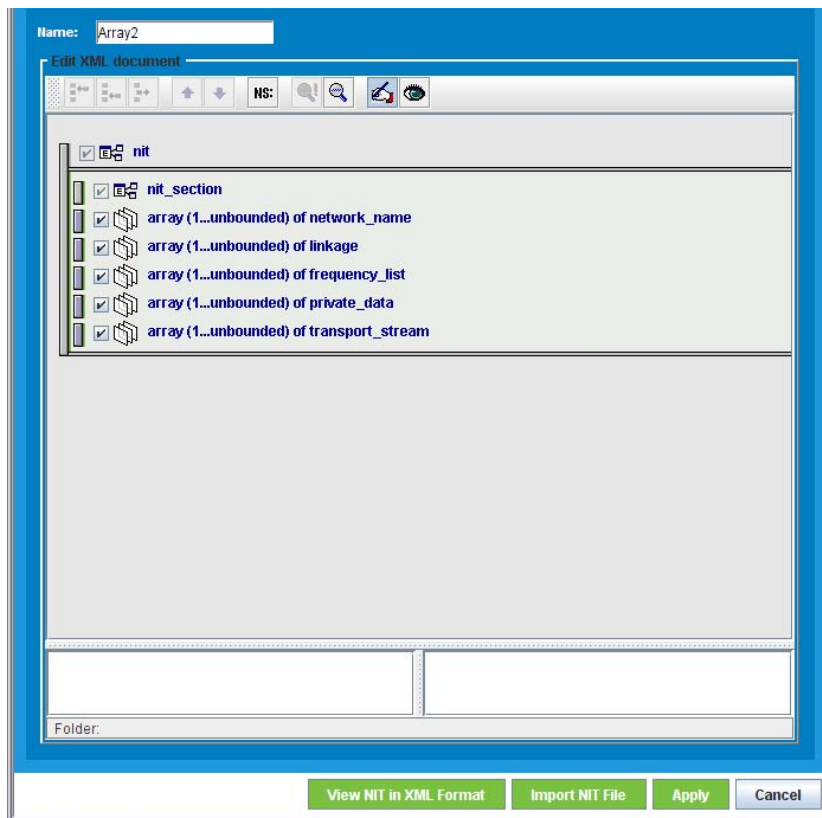 Name: Array2
Edit XML document
NS:
nit
nit_section
array (1...unbounded) of network_name
array (1...unbounded) of linkage
array (1...unbounded) of frequency_list
array (1...unbounded) of private_data
array (1...unbounded) of transport_stream
Folder:
View NIT in XML Format Import NIT File Apply Cancel